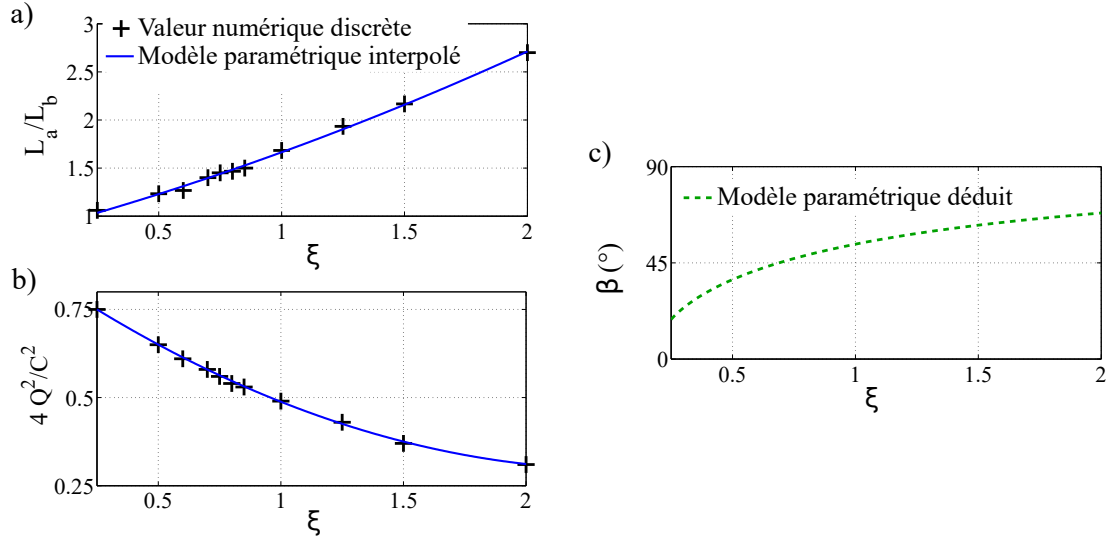 a)
3
2.5
2
1.5
1
L_a/L_b
+ Valeur numérique discrète
Modèle paramétrique interpolé
0.5 1 1.5 2
ξ
b)
0.75
0.5
0.25
4 Q²/C²
0.5 1 1.5 2
ξ
c)
90
45
0
β (°)
Modèle paramétrique déduit
0.5 1 1.5 2
ξ